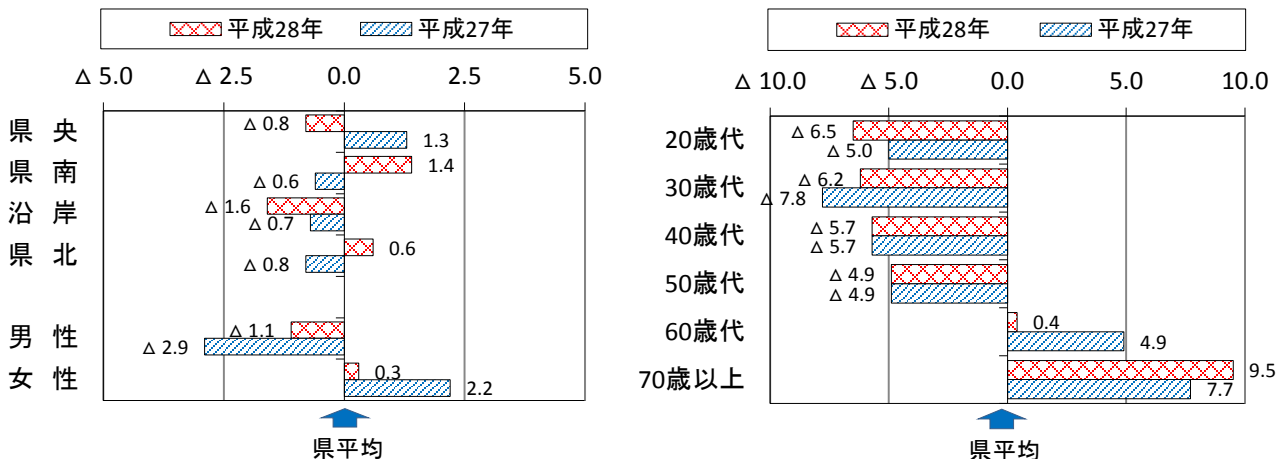 平成28年 平成27年
△ 5.0 △ 2.5 0.0 2.5 5.0
県 央 △ 0.8 1.3
県 南 1.4 △ 0.6
沿 岸 △ 1.6 △ 0.7
県 北 0.6 △ 0.8
男 性 △ 1.1 △ 2.9
女 性 0.3 2.2
県平均
平成28年 平成27年
△ 10.0 △ 5.0 0.0 5.0 10.0
20歳代 △ 6.5 △ 5.0
30歳代 △ 6.2 △ 7.8
40歳代 △ 5.7 △ 5.7
50歳代 △ 4.9 △ 4.9
60歳代 0.4 4.9
70歳以上 9.5 7.7
県平均